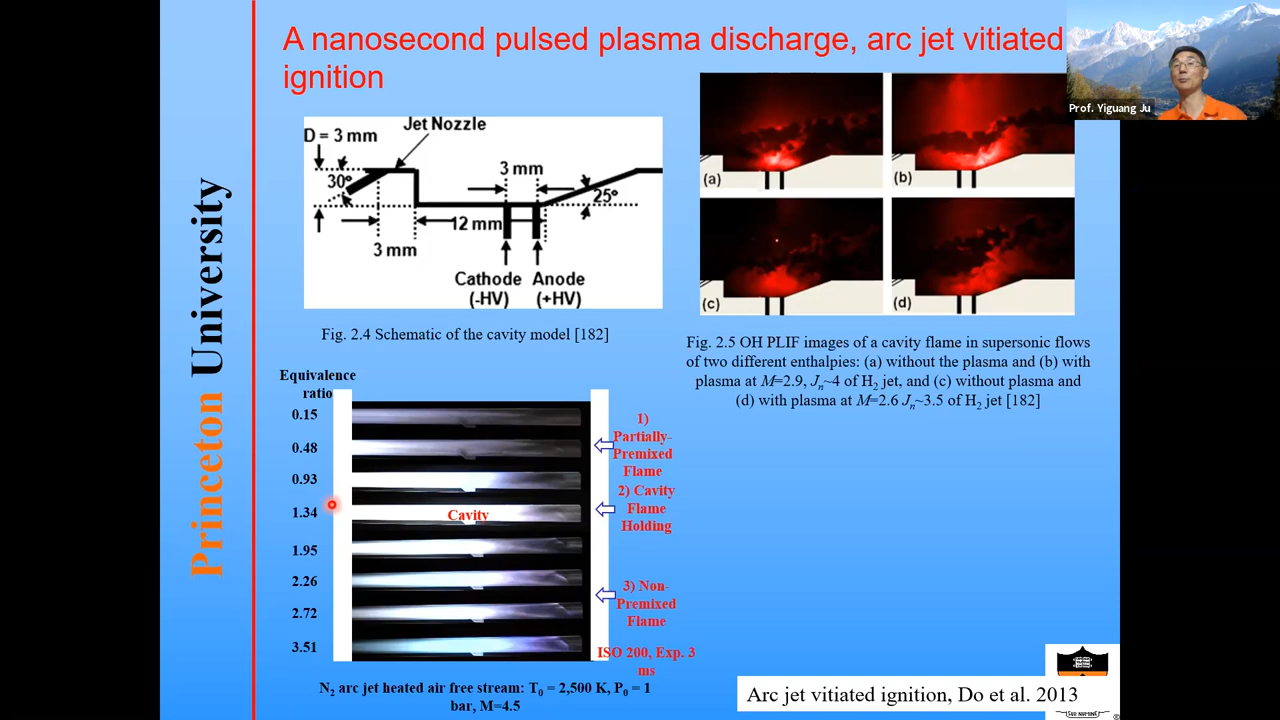 A nanosecond pulsed plasma discharge, arc jet vitiated
ignition
Prof. Yiguang Ju
Princeton University
D = 3 mm
Jet Nozzle
30°
3 mm
25°
12 mm
3 mm
Cathode
(-HV)
Anode
(+HV)
Fig. 2.4 Schematic of the cavity model [182]
(a)
(b)
(c)
(d)
Fig. 2.5 OH PLIF images of a cavity flame in supersonic flows
of two different enthalpies: (a) without the plasma and (b) with
plasma at M=2.9, Jn~4 of H2 jet, and (c) without plasma and
(d) with plasma at M=2.6 Jn~3.5 of H2 jet [182]
Equivalence
ratio
0.15
0.48
0.93
1.34
1.95
2.26
2.72
3.51
Cavity
1)
Partially-
Premixed
Flame
2) Cavity
Flame
Holding
3) Non-
Premixed
Flame
ISO 200, Exp. 3
ms
N2 arc jet heated air free stream: T0 = 2,500 K, P0 = 1
bar, M=4.5
Arc jet vitiated ignition, Do et al. 2013